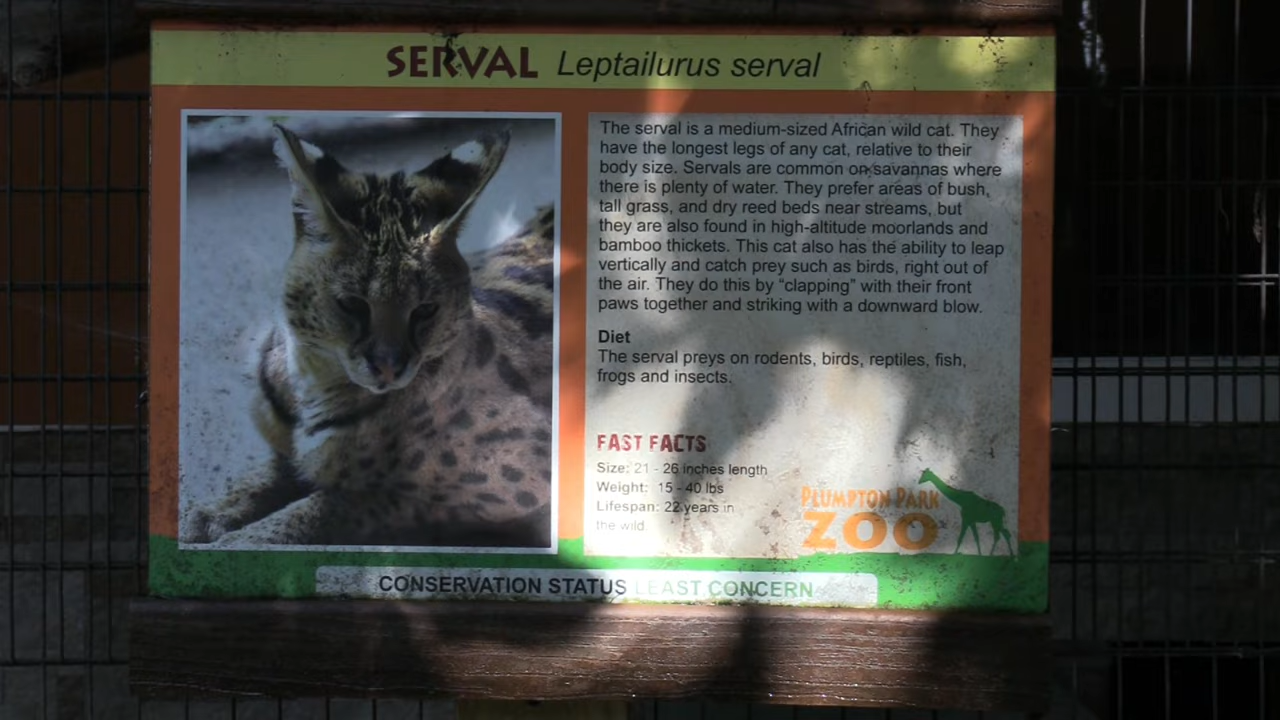 SERVAL Leptailurus serval
The serval is a medium-sized African wild cat. They
have the longest legs of any cat, relative to their
body size. Servals are common on savannas where
there is plenty of water. They prefer areas of bush,
tall grass, and dry reed beds near streams, but
they are also found in high-altitude moorlands and
bamboo thickets. This cat also has the ability to leap
vertically and catch prey such as birds, right out of
the air. They do this by “clapping” with their front
paws together and striking with a downward blow.
Diet
The serval preys on rodents, birds, reptiles, fish,
frogs and insects.
FAST FACTS
Size: 21 - 26 inches length
Weight: 15 - 40 lbs
Lifespan: 22 years in
the wild
PLUMPTON PARK
ZOO
CONSERVATION STATUS LEAST CONCERN